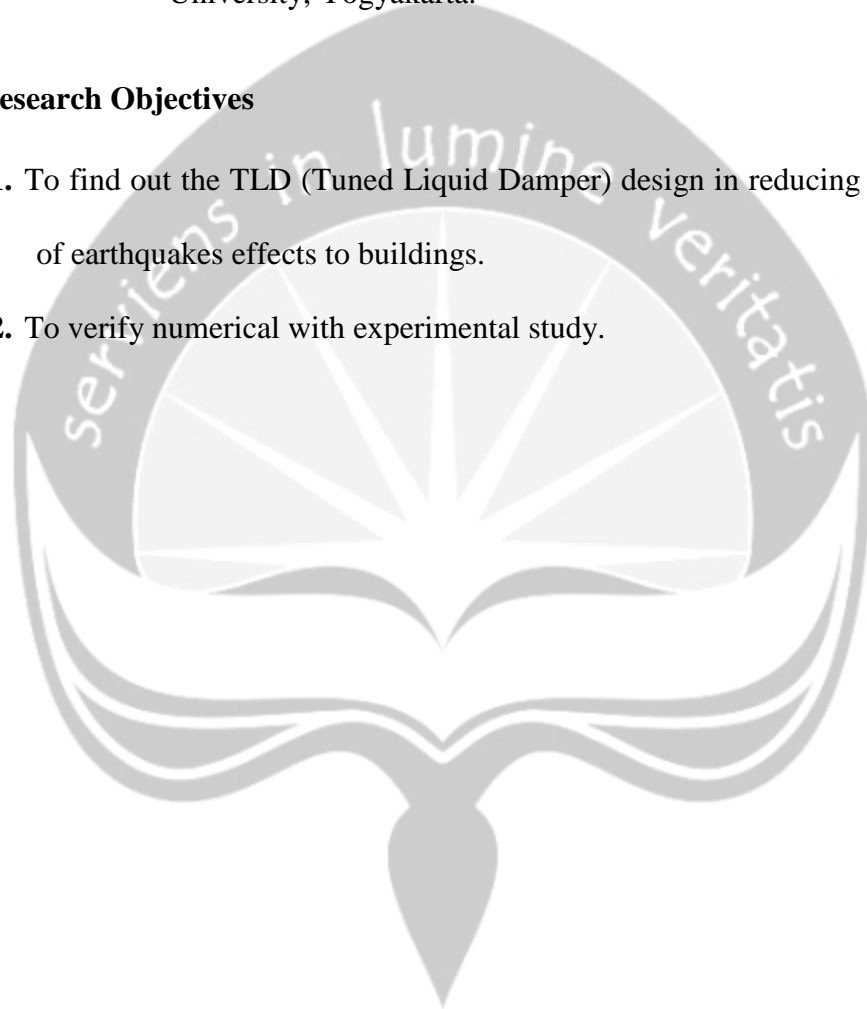 University, Yogyakarta.
esearch Objectives
. To find out the TLD (Tuned Liquid Damper) design in reducing
of earthquakes effects to buildings.
2. To verify numerical with experimental study.
serviens in lumine veritatis